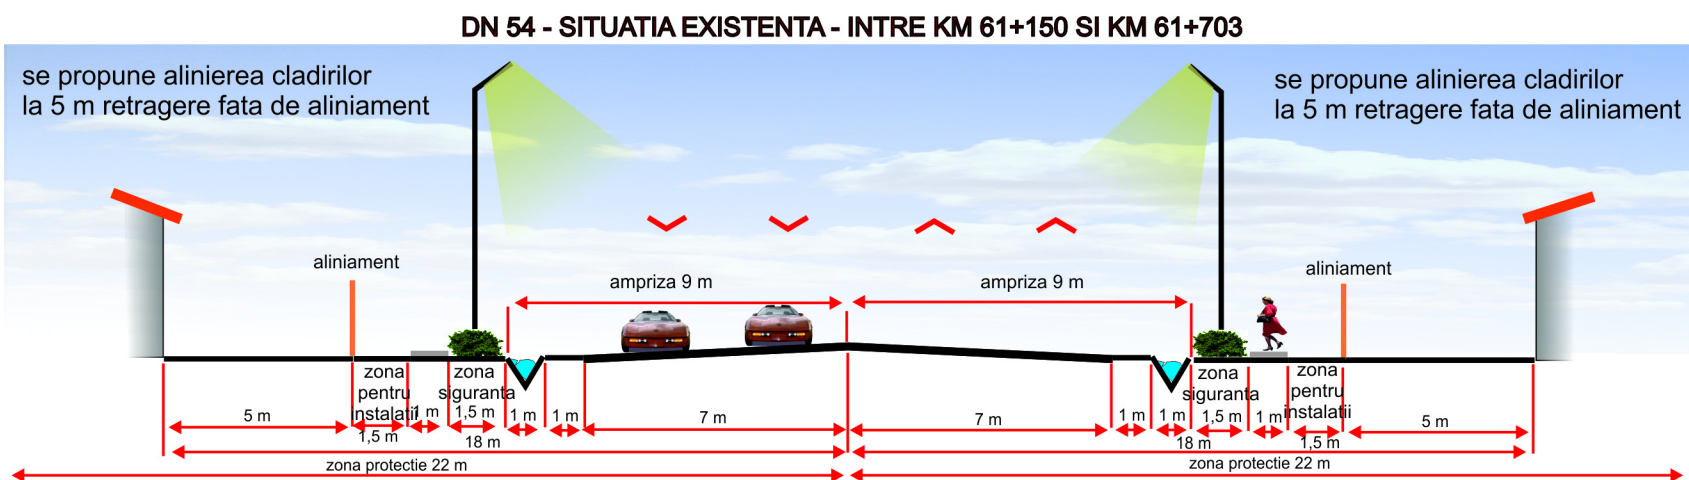 DN 54 - SITUATIA EXISTENTA - INTRE KM 61+150 SI KM 61+703
se propune alinierea cladirilor
la 5 m retragere fata de aliniament
se propune alinierea cladirilor
la 5 m retragere fata de aliniament
aliniament
aliniament
ampriza 9 m
ampriza 9 m
zona
pentru
instalatii
zona
siguranta
zona
siguranta
zona
pentru
instalatii
5 m
1,5 m
1 m
1,5 m
1 m
1 m
7 m
7 m
1 m
1 m
1,5 m
1 m
1,5 m
5 m
18 m
18 m
zona protectie 22 m
zona protectie 22 m